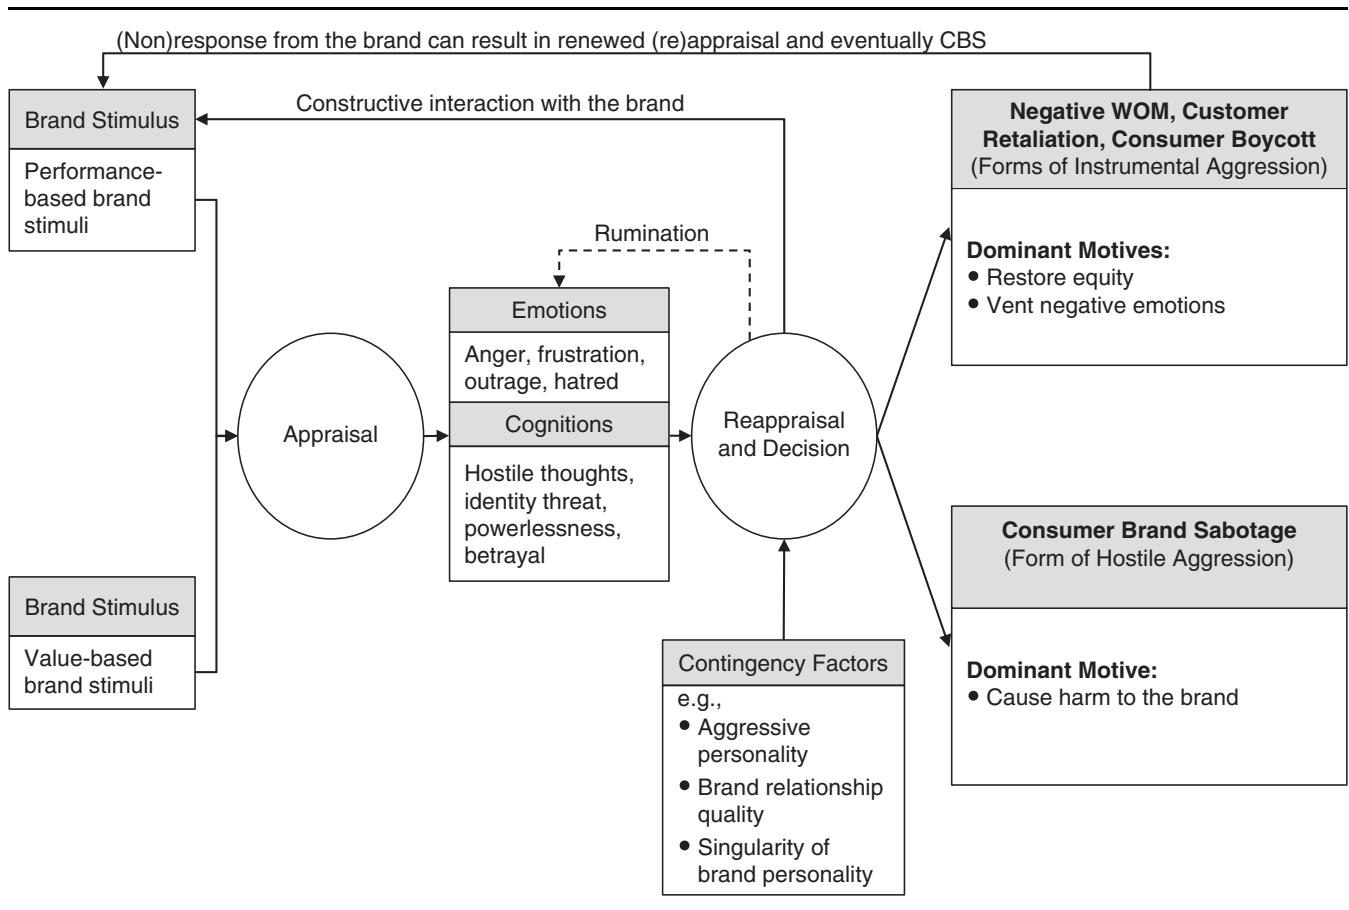 (Non)response from the brand can result in renewed (re)appraisal and eventually CBS
Constructive interaction with the brand
Brand Stimulus
Performance-
based brand
stimuli
Brand Stimulus
Value-based
brand stimuli
Appraisal
Rumination
Emotions
Anger, frustration,
outrage, hatred
Cognitions
Hostile thoughts,
identity threat,
powerlessness,
betrayal
Reappraisal
and Decision
Contingency Factors
e.g.,
● Aggressive
personality
● Brand relationship
quality
● Singularity of
brand personality
Negative WOM, Customer
Retaliation, Consumer Boycott
(Forms of Instrumental Aggression)
Dominant Motives:
● Restore equity
● Vent negative emotions
Consumer Brand Sabotage
(Form of Hostile Aggression)
Dominant Motive:
● Cause harm to the brand